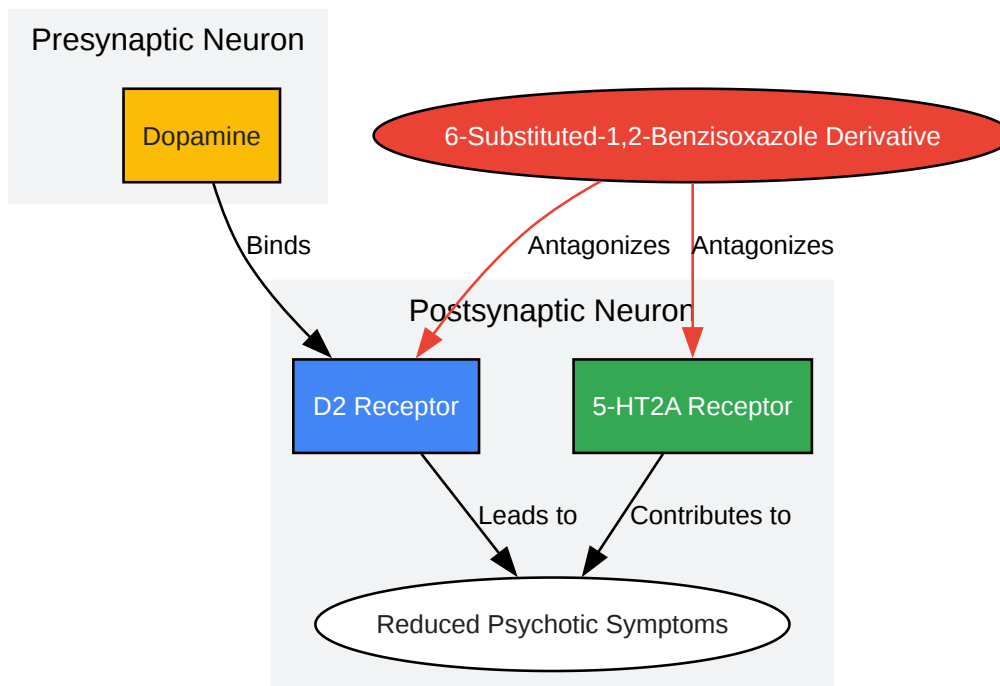 Presynaptic Neuron
Dopamine
6-Substituted-1,2-Benzisoxazole Derivative
Binds
Antagonizes
Antagonizes
Postsynaptic Neuron
D2 Receptor
5-HT2A Receptor
Leads to
Contributes to
Reduced Psychotic Symptoms